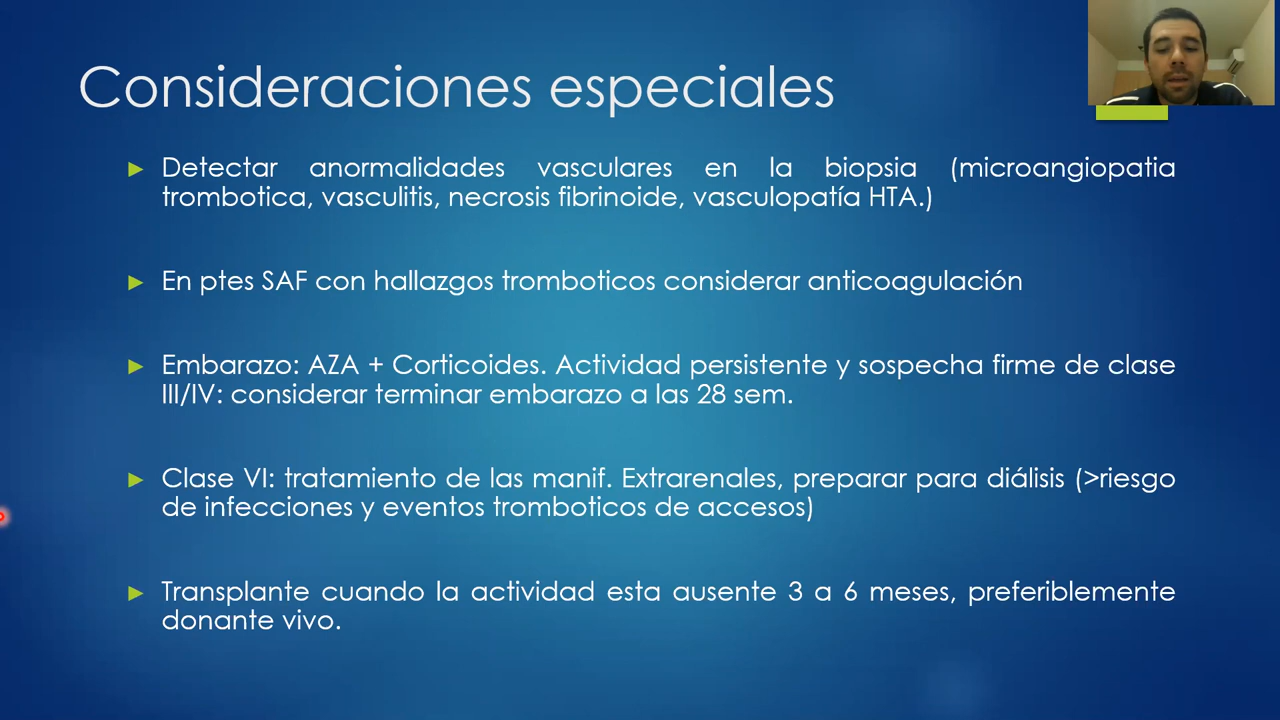 Consideraciones especiales
Detectar anormalidades vasculares en la biopsia (microangiopatia
trombotica, vasculitis, necrosis fibrinoide, vasculopatía HTA.)
En ptes SAF con hallazgos tromboticos considerar anticoagulación
Embarazo: AZA + Corticoides. Actividad persistente y sospecha firme de clase
III/IV: considerar terminar embarazo a las 28 sem.
Clase VI: tratamiento de las manif. Extrarenales, preparar para diálisis (>riesgo
de infecciones y eventos tromboticos de accesos)
Transplante cuando la actividad esta ausente 3 a 6 meses, preferiblemente
donante vivo.